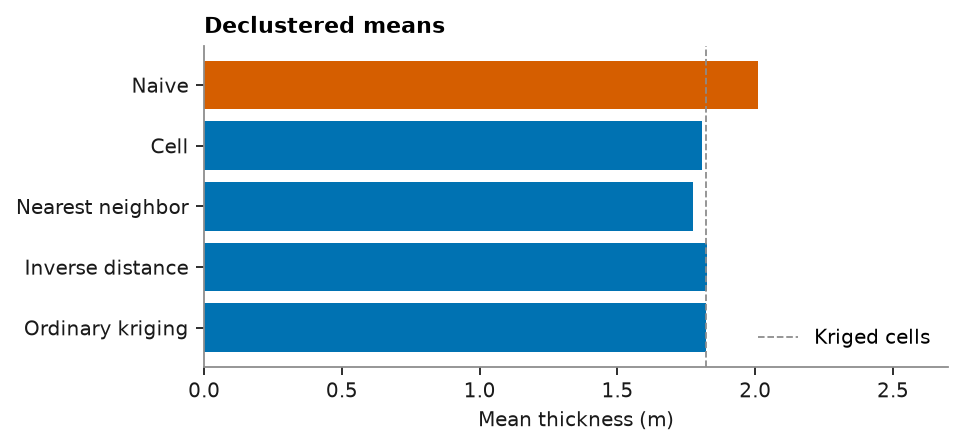 Declustered means
Naive
Cell
Nearest neighbor
Inverse distance
Ordinary kriging
Kriged cells
0.0 0.5 1.0 1.5 2.0 2.5
Mean thickness (m)